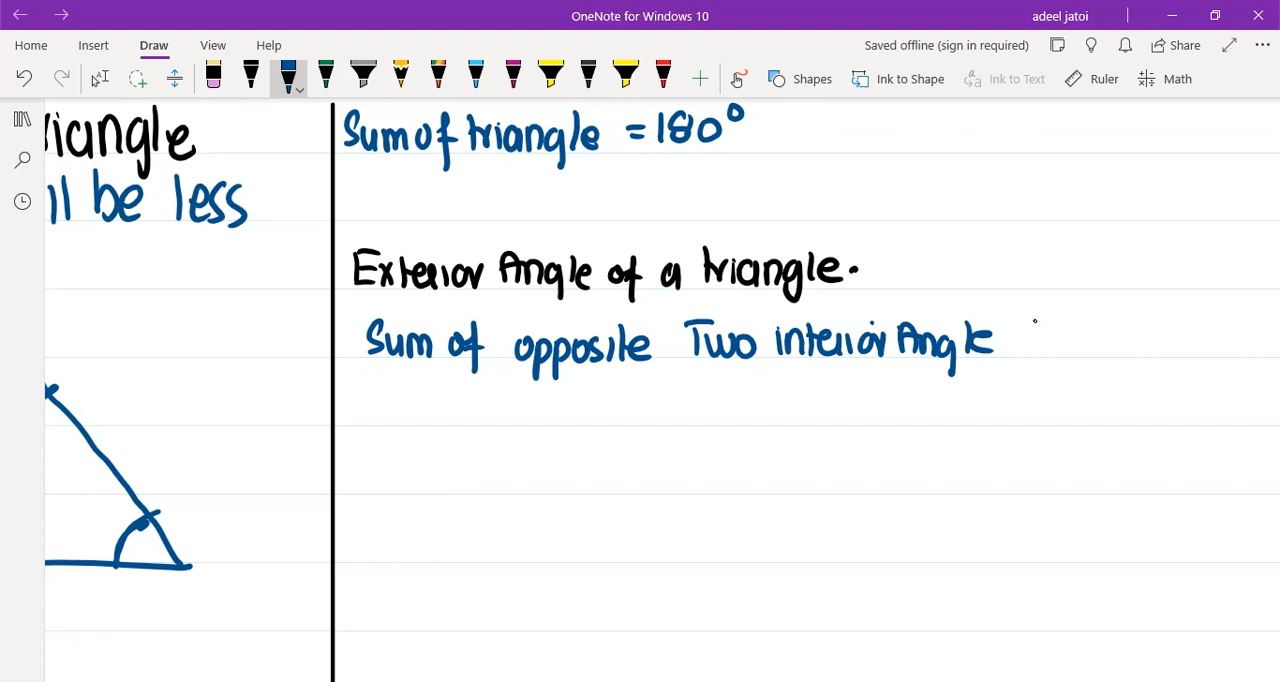 OneNote for Windows 10
adeel jatoi
Home Insert Draw View Help
Saved offline (sign in required)
Share
Shapes
Ink to Shape
Ink to Text
Ruler
Math
riangle
ll be less
Sum of triangle = 180°
Exterior Angle of a triangle.
Sum of opposite Two interior Angle